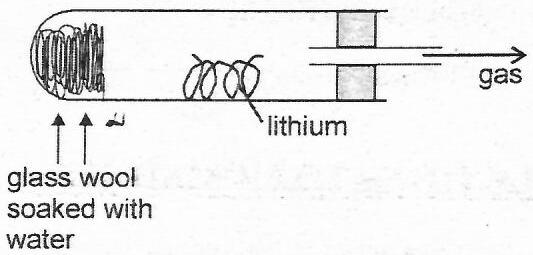 gas
lithium
glass wool
soaked with
water